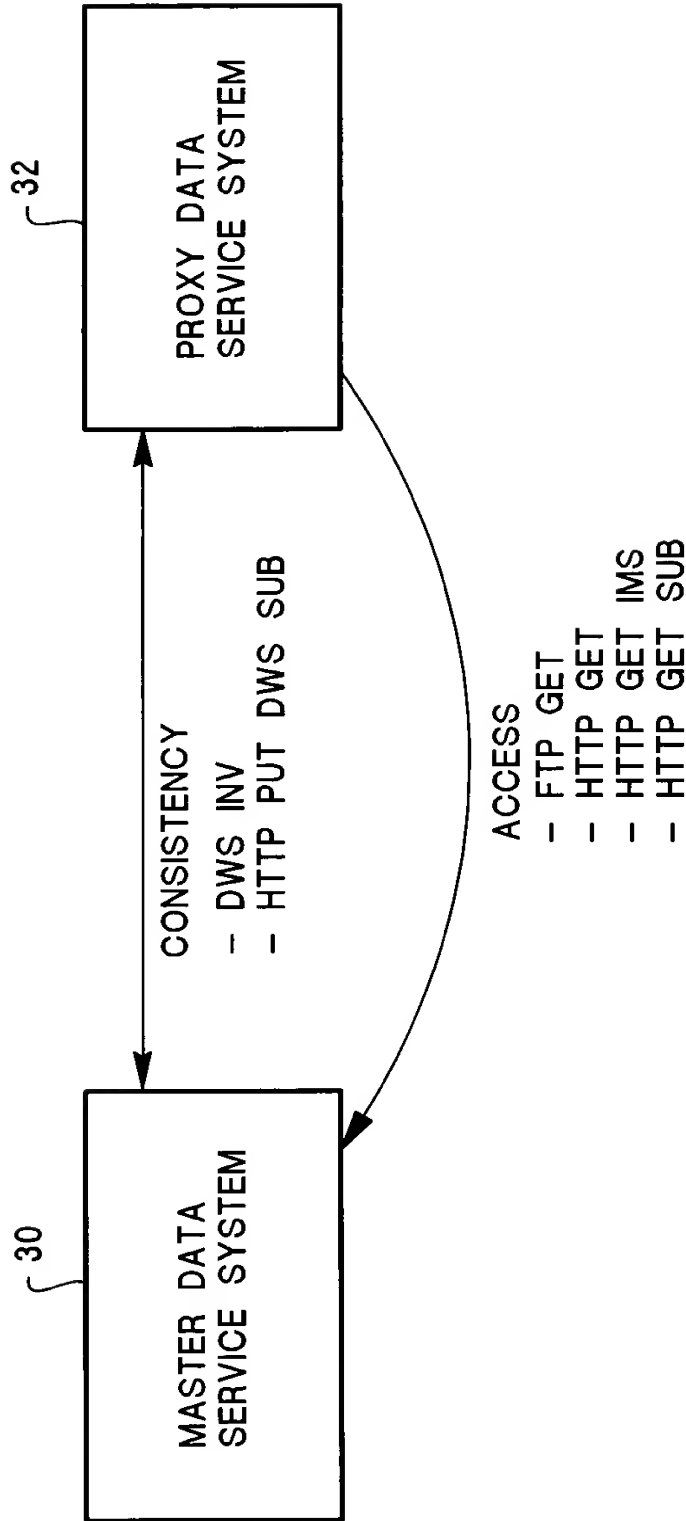 30
MASTER DATA
SERVICE SYSTEM
CONSISTENCY
- DWS INV
- HTTP PUT DWS SUB
32
PROXY DATA
SERVICE SYSTEM
ACCESS
- FTP GET
- HTTP GET
- HTTP GET IMS
- HTTP GET SUB